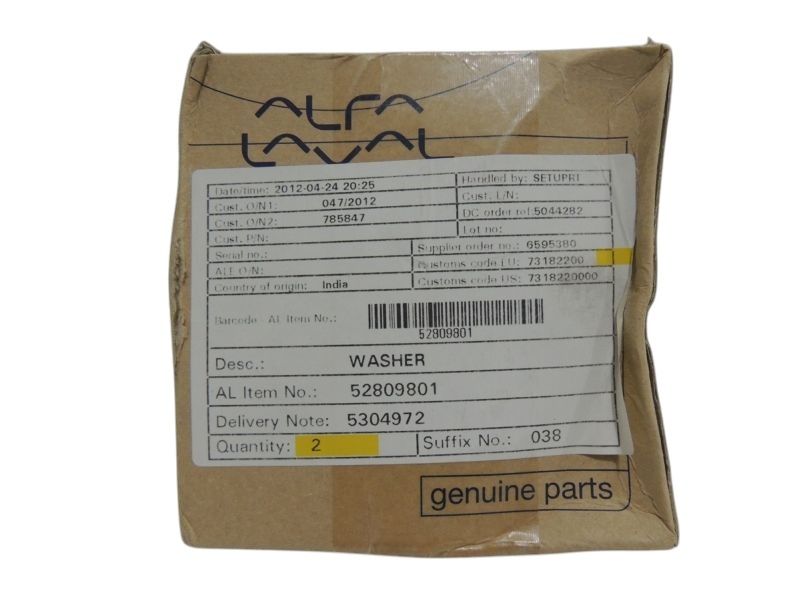 ALFA
LAVAL
Date/time: 2012-04-24 20:25
Handled by: SETUPR1
Cust. O/N1: 047/2012
Cust. L/N:
Cust. O/N2: 785847
DC order ref: 5044282
Cust. P/N:
Lot no:
Serial no.:
Supplier order no.: 6595380
ALE O/N:
Customs code EU: 73182200
Country of origin: India
Customs code US: 7318220000
Barcode - AL Item No.:
52809801
Desc.: WASHER
AL Item No.: 52809801
Delivery Note: 5304972
Quantity: 2
Suffix No.: 038
genuine parts